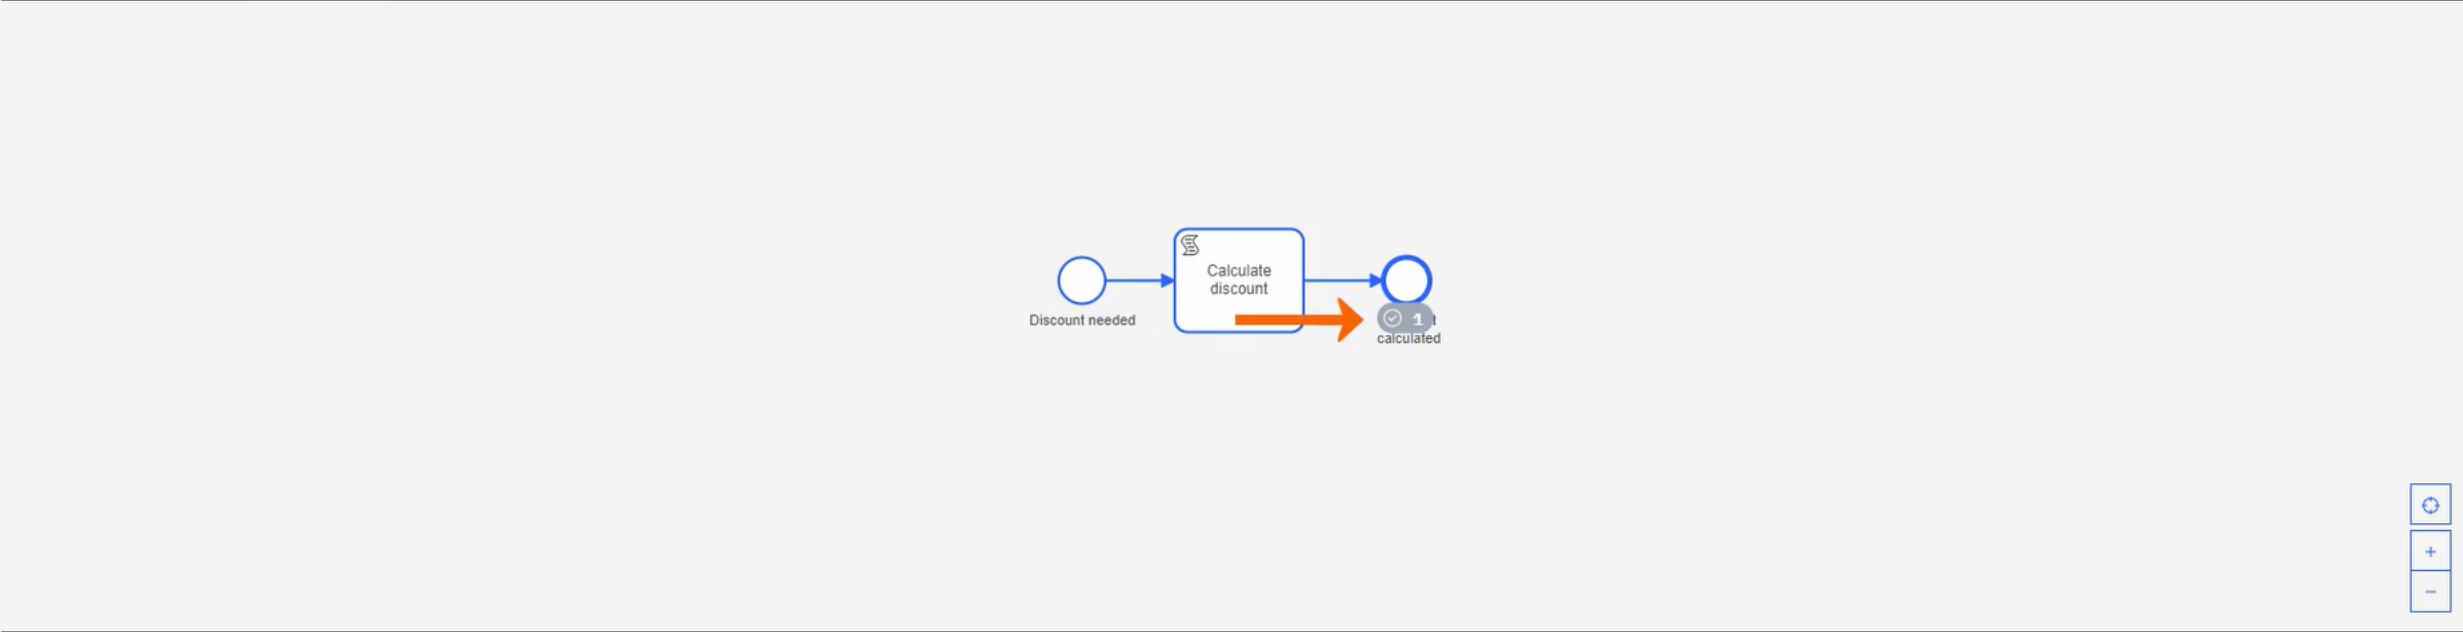 Calculate
discount
Discount needed
1
calculated
+
−